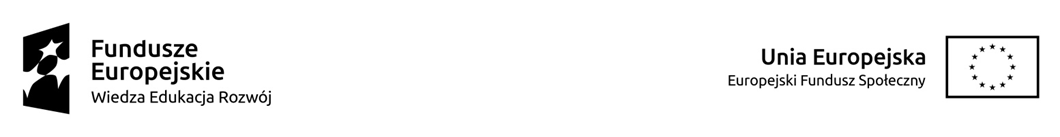 Fundusze
Europejskie
Wiedza Edukacja Rozwój
Unia Europejska
Europejski Fundusz Społeczny